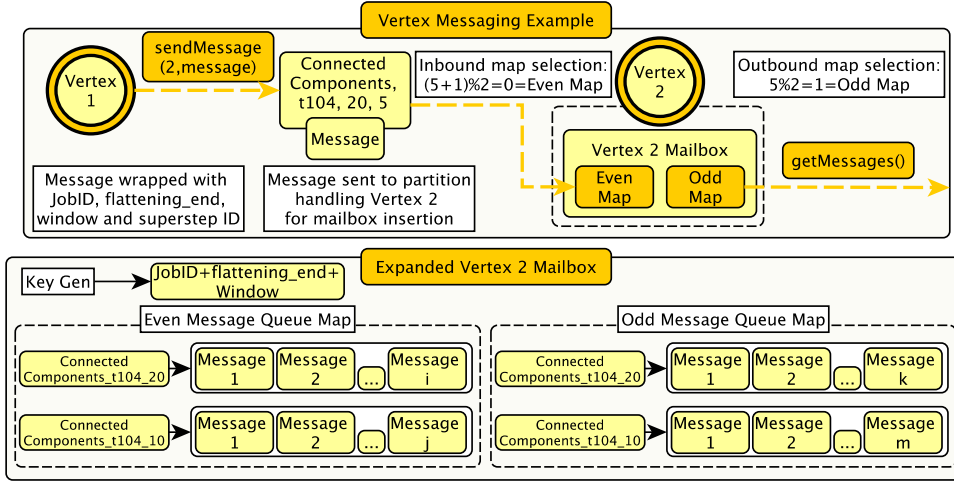 Vertex Messaging Example
Vertex
1
sendMessage
(2,message)
Connected
Components,
t104, 20, 5
Message
Inbound map selection:
(5+1)%2=0=Even Map
Vertex
2
Outbound map selection:
5%2=1=Odd Map
Message wrapped with
JobID, flattening_end,
window and superstep ID
Message sent to partition
handling Vertex 2
for mailbox insertion
Vertex 2 Mailbox
Even
Map
Odd
Map
getMessages()
Expanded Vertex 2 Mailbox
Key Gen
JobID+flattening_end+
Window
Even Message Queue Map
Connected
Components_t104_20
Message
1
Message
2
...
Message
i
Connected
Components_t104_10
Message
1
Message
2
...
Message
j
Odd Message Queue Map
Connected
Components_t104_20
Message
1
Message
2
...
Message
k
Connected
Components_t104_10
Message
1
Message
2
...
Message
m